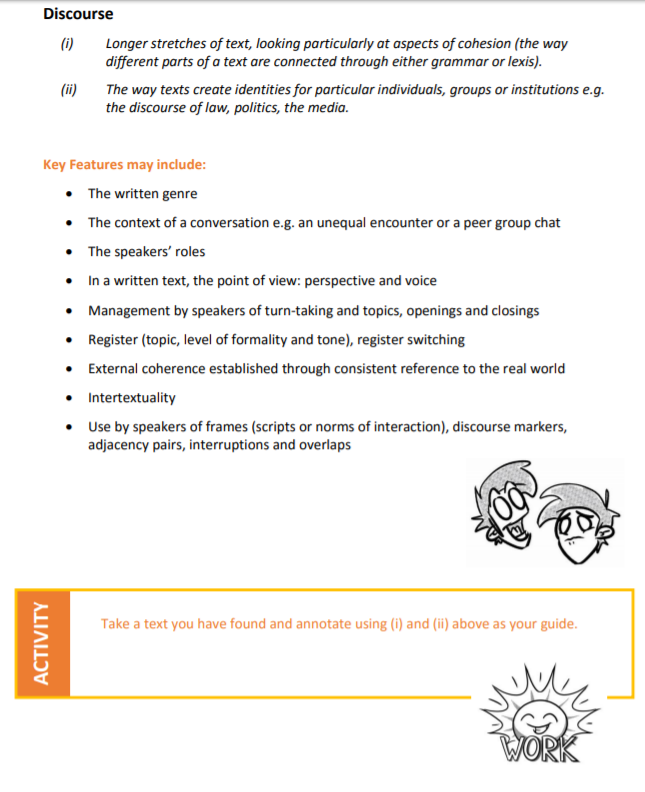 Discourse
(i) Longer stretches of text, looking particularly at aspects of cohesion (the way
different parts of a text are connected through either grammar or lexis).
(ii) The way texts create identities for particular individuals, groups or institutions e.g.
the discourse of law, politics, the media.
Key Features may include:
• The written genre
• The context of a conversation e.g. an unequal encounter or a peer group chat
• The speakers’ roles
• In a written text, the point of view: perspective and voice
• Management by speakers of turn-taking and topics, openings and closings
• Register (topic, level of formality and tone), register switching
• External coherence established through consistent reference to the real world
• Intertextuality
• Use by speakers of frames (scripts or norms of interaction), discourse markers,
adjacency pairs, interruptions and overlaps
ACTIVITY
Take a text you have found and annotate using (i) and (ii) above as your guide.
WORK